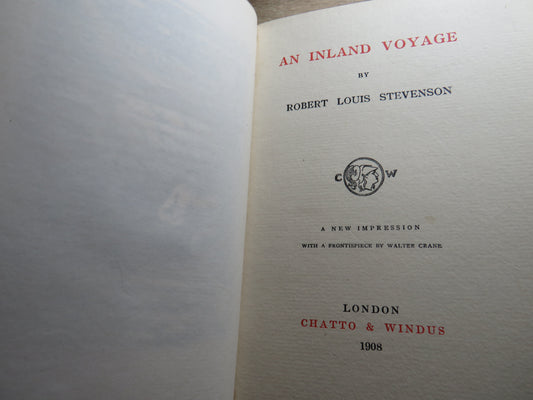 AN INLAND VOYAGE
BY
ROBERT LOUIS STEVENSON
C W
A NEW IMPRESSION
WITH A FRONTISPIECE BY WALTER CRANE
LONDON
CHATTO & WINDUS
1908